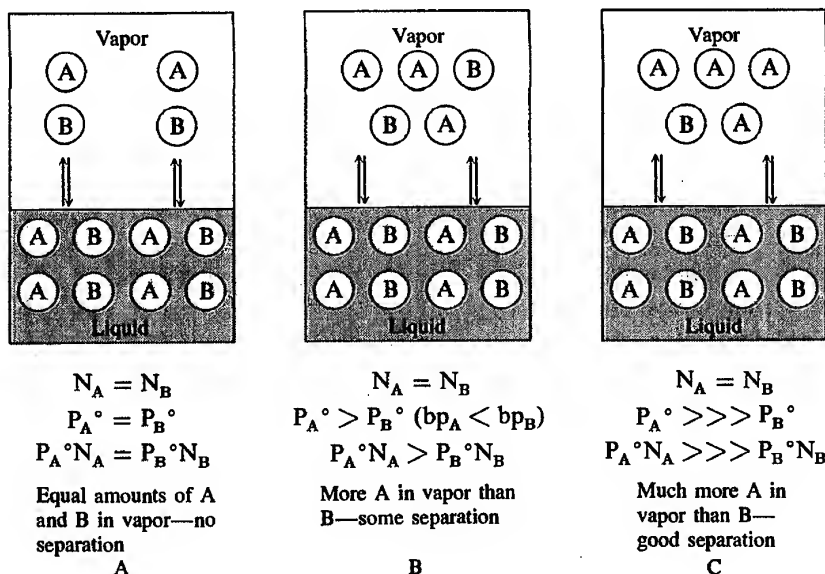 Vapor
A A
B B
A B A B
A B A B
Liquid
N_A = N_B
P_A° = P_B°
P_A°N_A = P_B°N_B
Equal amounts of A
and B in vapor—no
separation
A
Vapor
A A B
B A
A B A B
A B A B
Liquid
N_A = N_B
P_A° > P_B° (bp_A < bp_B)
P_A°N_A > P_B°N_B
More A in vapor than
B—some separation
B
Vapor
A A A
B A
A B A B
A B A B
Liquid
N_A = N_B
P_A° >>> P_B°
P_A°N_A >>> P_B°N_B
Much more A in
vapor than B—
good separation
C